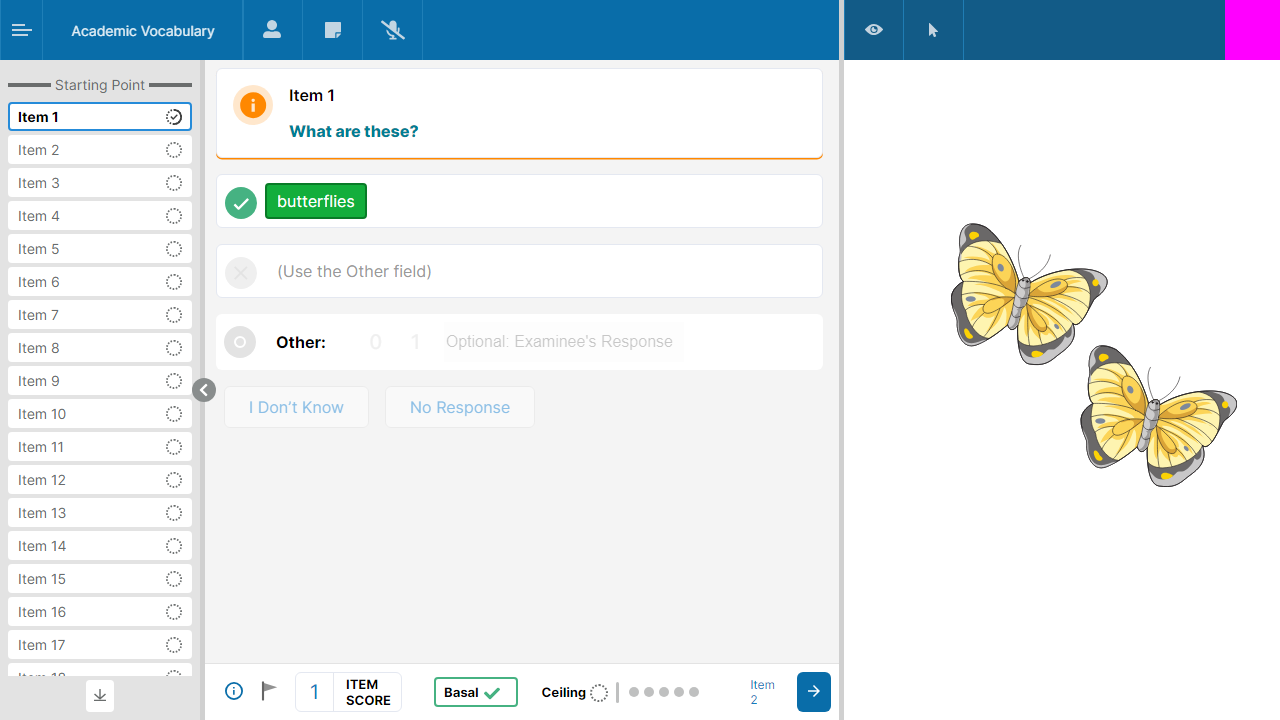 Academic Vocabulary
Starting Point
Item 1
Item 2
Item 3
Item 4
Item 5
Item 6
Item 7
Item 8
Item 9
Item 10
Item 11
Item 12
Item 13
Item 14
Item 15
Item 16
Item 17
Item 18
Item 1
What are these?
butterflies
(Use the Other field)
Other: 0 1 Optional: Examinee's Response
I Don't Know No Response
1 ITEM SCORE
Basal
Ceiling
Item 2